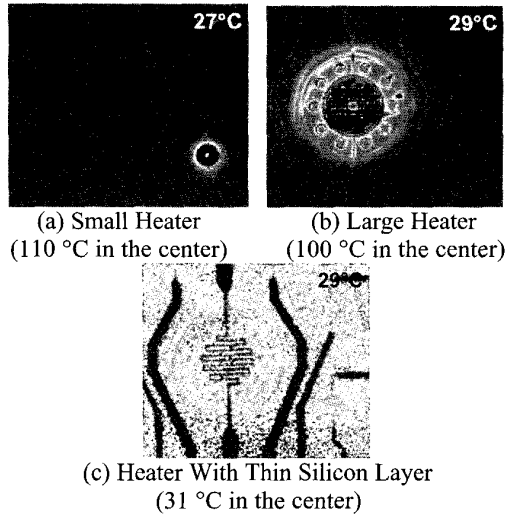 27°C
29°C
(a) Small Heater
(110 °C in the center)
(b) Large Heater
(100 °C in the center)
29°C
(c) Heater With Thin Silicon Layer
(31 °C in the center)